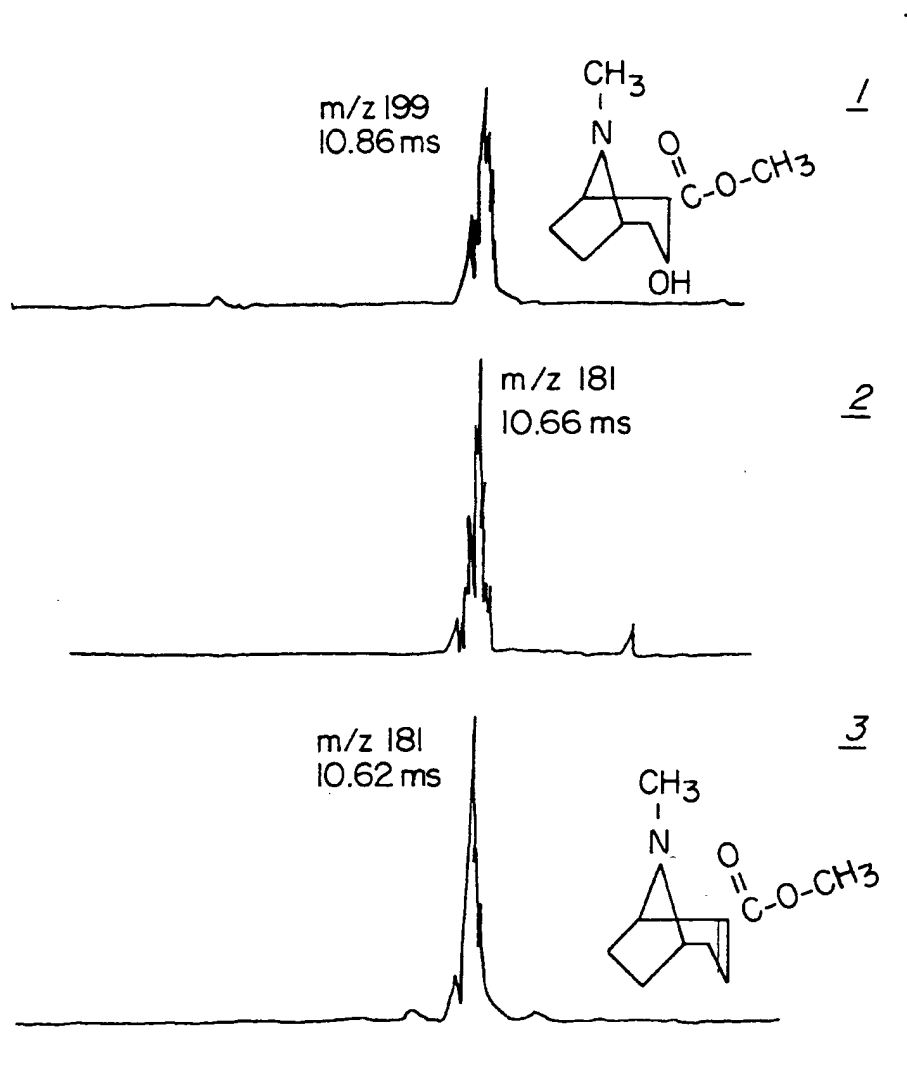 CH3
N
O
C-O-CH3
OH
m/z 199
10.86 ms
1
m/z 181
10.66 ms
2
m/z 181
10.62 ms
3
CH3
N
O
C-O-CH3